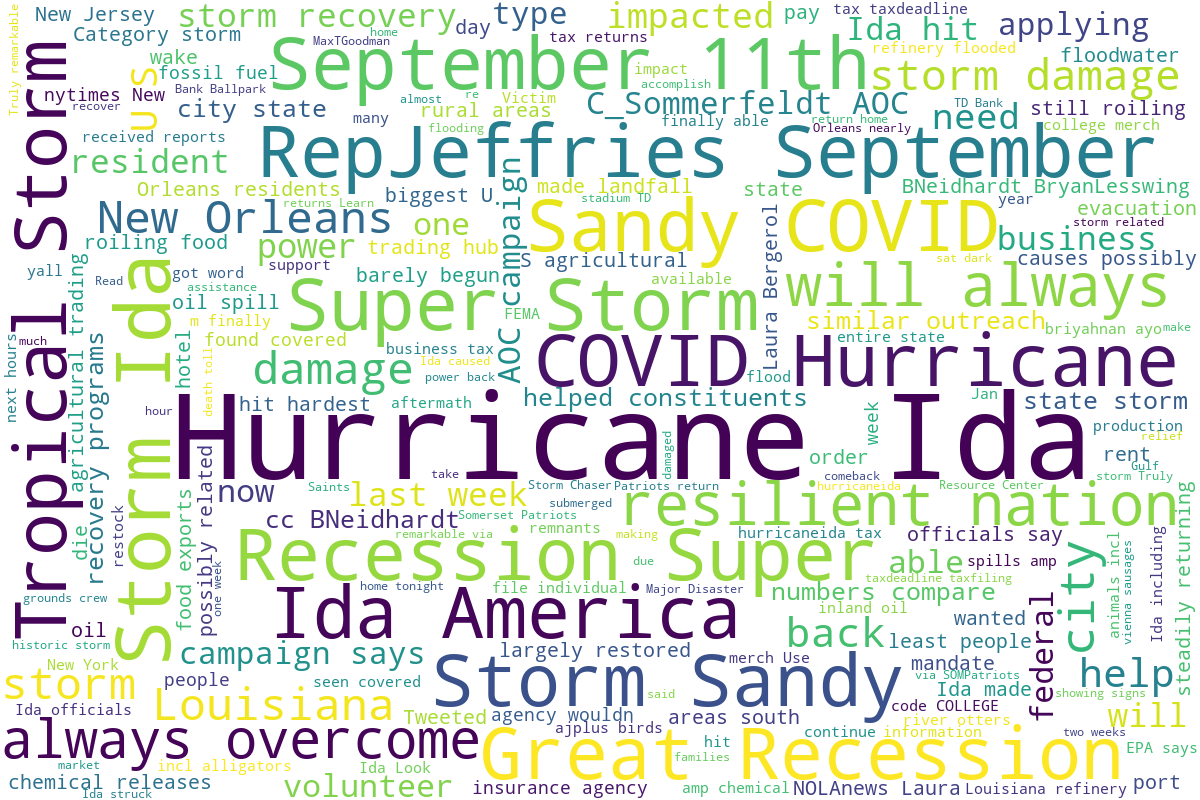 Truly remarkable
New Jersey
storm recovery
type
impacted
pay
tax taxdeadline
Ida hit
applying
Category storm
day
tax returns
MaxTGoodman
home
September 11th
refinery flooded
floodwater
wake
fossil fuel
impact
accomplish
storm damage
nytimes
New
u S
Bank Ballpark
recover
city state
almost
re
Victim
rural areas
C_Sommerfeldt AOC
TD Bank
need
still roiling
many
finally able
return home
college merch
received reports
flooding
Orleans nearly
Tropical Storm
resident
RepJeffries September
Orleans residents
biggest U
made landfall
state
BNeidhardt BryanLesswing
returns Learn
stadium TD
year
evacuation
New Orleans
one
Sandy COVID
storm related
roiling food
power
trading hub
campaign
AOC
S agricultural
Laura Bergerol
sat dark
business
causes possibly
yall
Read
got word
support
barely begun
available
will always
assistance
oil spill
Super Storm
FEMA
m finally
similar outreach
briyahnan ayo
make
found covered
entire state
much
business tax
Ida caused
COVID Hurricane
Storm Ida
agricultural trading
hotel
damage
power back
flood
next hours
recovery programs
death toll
hit hardest
aftermath
helped constituents
Jan
state storm
hour
week
production
Hurricane Ida
relief
order
rent
damaged
Gulf
take
comeback
storm Truly
now
Saints
last week
Storm Chaser
Patriots return
hurricaneida
Resource Center
submerged
resilient nation
steadily returning
food exports
possibly related
cc BNeidhardt
Somerset Patriots
remnants
hurricaneida tax
officials say
die
restock
remarkable via
making
Recession Super
due
able
spills amp
animals incl
vienna sausages
Ida including
one week
taxdeadline taxfiling
home tonight
file individual
Major Disaster
numbers compare
city
grounds crew
Ida America
inland oil
wanted
federal
oil
back
least people
historic storm
campaign says
largely restored
merch Use
mandate
via SOMPatriots
help
New York
people
seen covered
Storm Sandy
Ida made
showing signs
storm
Louisiana
said
code COLLEGE
Ida officials
Tweeted
agency wouldn
areas south
river otters
will
always overcome
ajplus birds
continue
information
two weeks
hit
families
Great Recession
EPA says
market
incl alligators
Ida Look
chemical releases
volunteer
insurance agency
amp chemical
NOLAnews Laura
Louisiana refinery
port
Ida struck